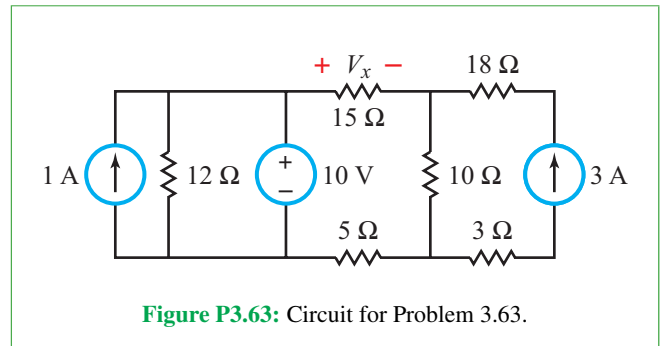 + Vx −
18 Ω
15 Ω
1 A
12 Ω
+
−
10 V
10 Ω
3 A
5 Ω
3 Ω
Figure P3.63: Circuit for Problem 3.63.